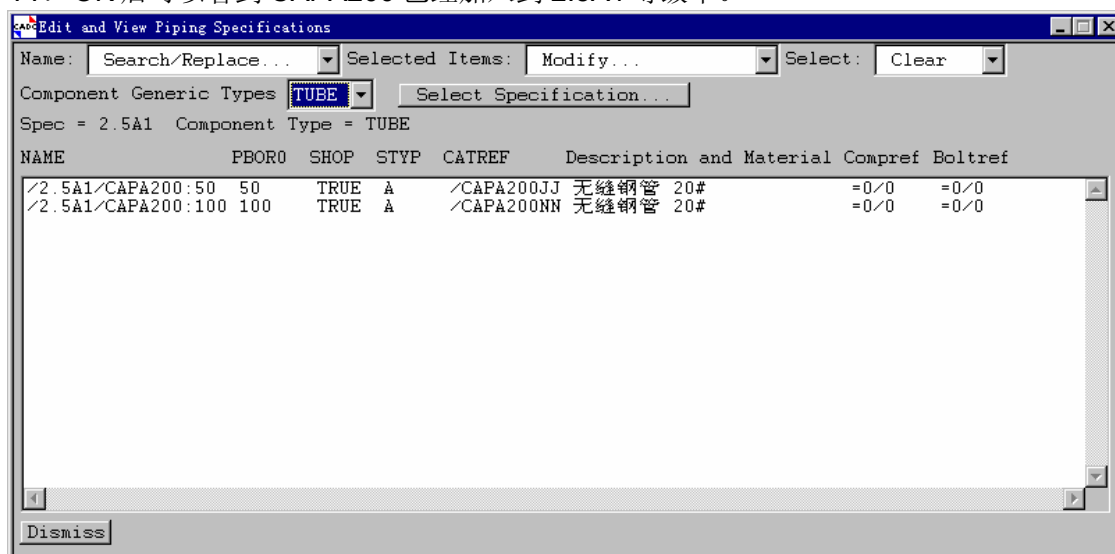 Edit and View Piping Specifications
Name: Search/Replace... Selected Items: Modify... Select: Clear
Component Generic Types TUBE Select Specification...
Spec = 2.5A1 Component Type = TUBE
NAME PBOR0 SHOP STYP CATREF Description and Material Compref Boltref
/2.5A1/CAPA200:50 50 TRUE A /CAPA200JJ 无缝钢管 20# =0/0 =0/0
/2.5A1/CAPA200:100 100 TRUE A /CAPA200NN 无缝钢管 20# =0/0 =0/0
Dismiss